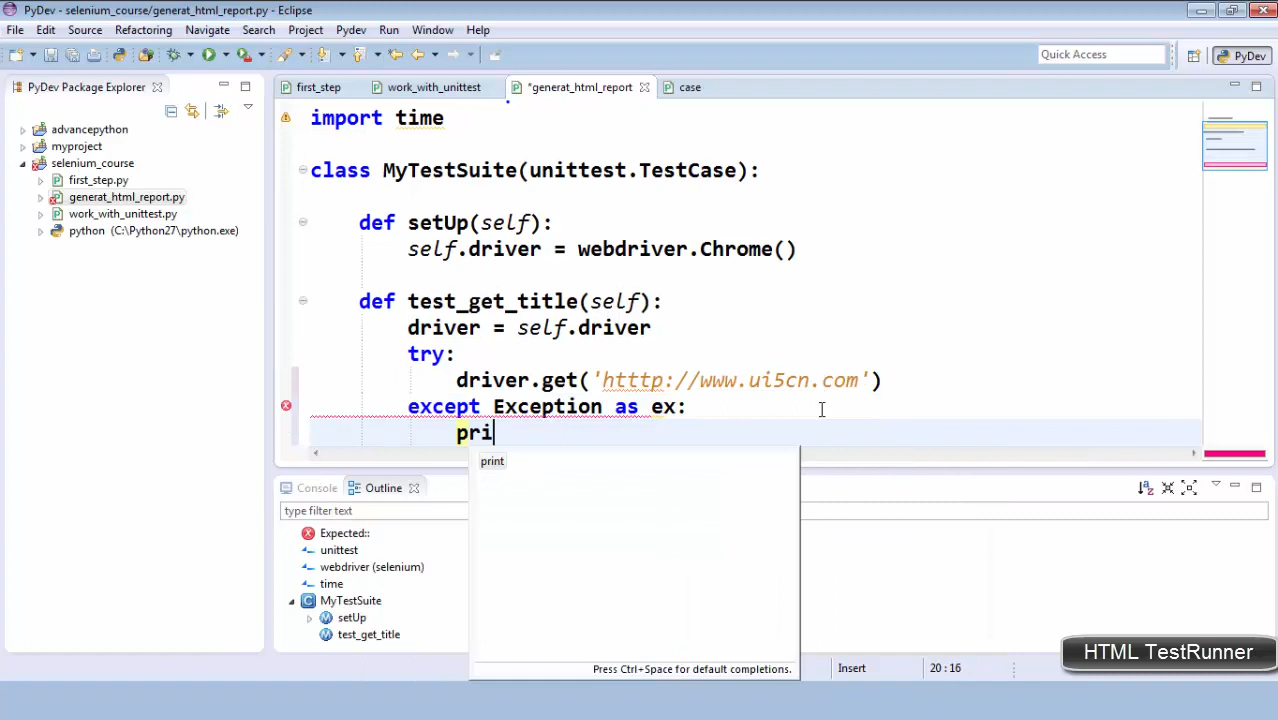 PyDev - selenium_course/generat_html_report.py - Eclipse
File Edit Source Refactoring Navigate Search Project Pydev Run Window Help
Quick Access PyDev
PyDev Package Explorer
first_step work_with_unittest *generat_html_report case
advancepython
myproject
selenium_course
first_step.py
generat_html_report.py
work_with_unittest.py
python (C:\Python27\python.exe)
import time
class MyTestSuite(unittest.TestCase):
def setUp(self):
self.driver = webdriver.Chrome()
def test_get_title(self):
driver = self.driver
try:
driver.get('htttp://www.ui5cn.com')
except Exception as ex:
pri
print
Press Ctrl+Space for default completions.
Console Outline
type filter text
Expected::
unittest
webdriver (selenium)
time
MyTestSuite
setUp
test_get_title
HTML TestRunner
Insert 20 : 16